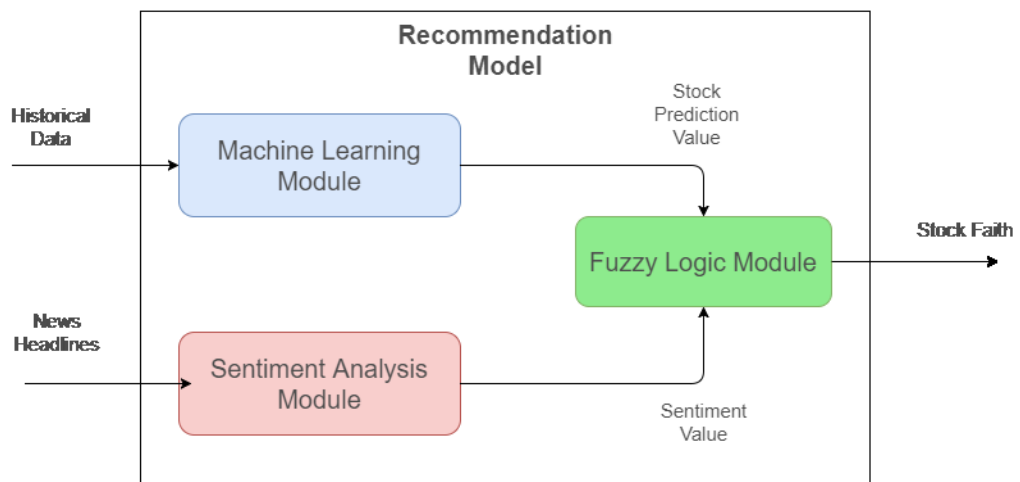 Recommendation
Model
Historical
Data
Machine Learning
Module
Stock
Prediction
Value
Fuzzy Logic Module
Stock Faith
News
Headlines
Sentiment Analysis
Module
Sentiment
Value